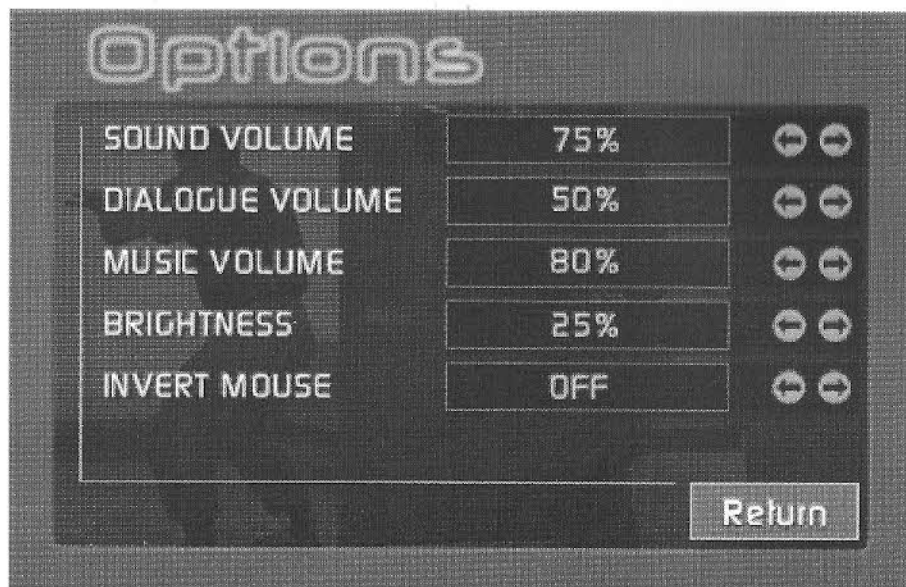 Options
SOUND VOLUME 75%
DIALOGUE VOLUME 50%
MUSIC VOLUME 80%
BRIGHTNESS 25%
INVERT MOUSE OFF
Return